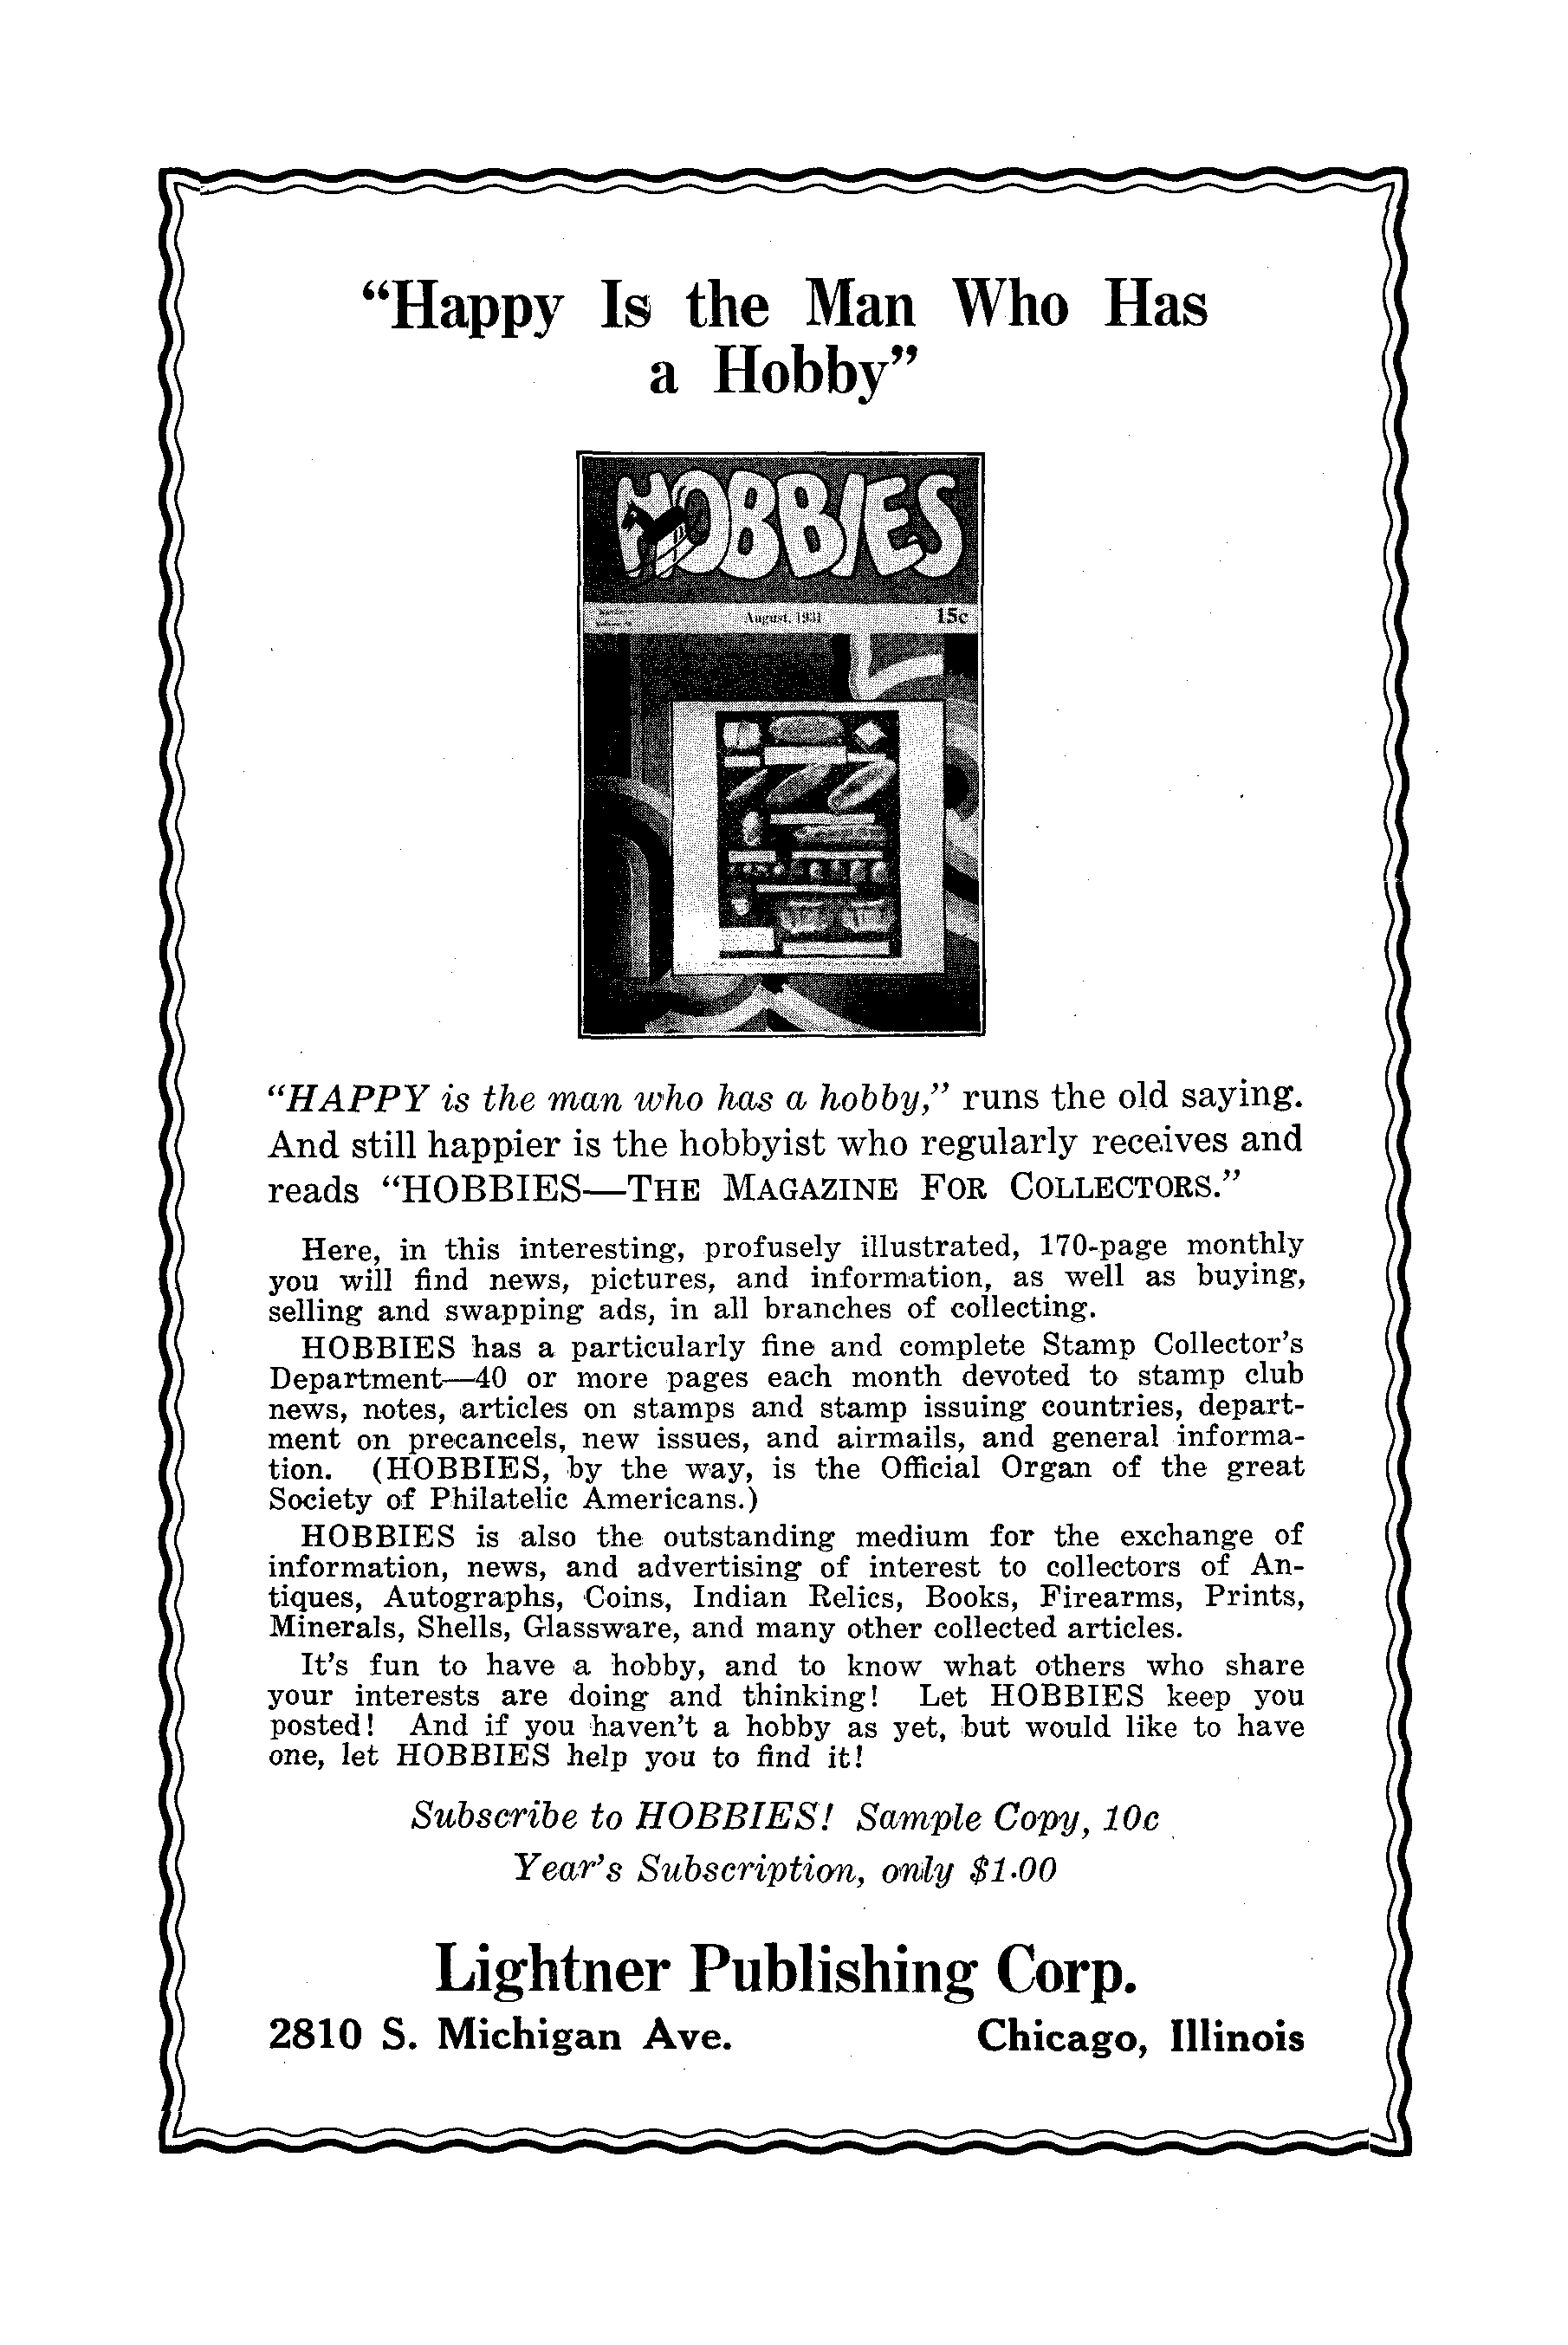 “Happy Is the Man Who Has
a Hobby”
HOBBIES
August, 1931
15c
“HAPPY is the man who has a hobby,” runs the old saying.
And still happier is the hobbyist who regularly receives and
reads “HOBBIES—THE MAGAZINE FOR COLLECTORS.”
Here, in this interesting, profusely illustrated, 170-page monthly
you will find news, pictures, and information, as well as buying,
selling and swapping ads, in all branches of collecting.
HOBBIES has a particularly fine and complete Stamp Collector’s
Department—40 or more pages each month devoted to stamp club
news, notes, articles on stamps and stamp issuing countries, depart-
ment on precancels, new issues, and airmails, and general informa-
tion. (HOBBIES, by the way, is the Official Organ of the great
Society of Philatelic Americans.)
HOBBIES is also the outstanding medium for the exchange of
information, news, and advertising of interest to collectors of An-
tiques, Autographs, Coins, Indian Relics, Books, Firearms, Prints,
Minerals, Shells, Glassware, and many other collected articles.
It’s fun to have a hobby, and to know what others who share
your interests are doing and thinking! Let HOBBIES keep you
posted! And if you haven’t a hobby as yet, but would like to have
one, let HOBBIES help you to find it!
Subscribe to HOBBIES! Sample Copy, 10c
Year’s Subscription, only $1.00
Lightner Publishing Corp.
2810 S. Michigan Ave. Chicago, Illinois